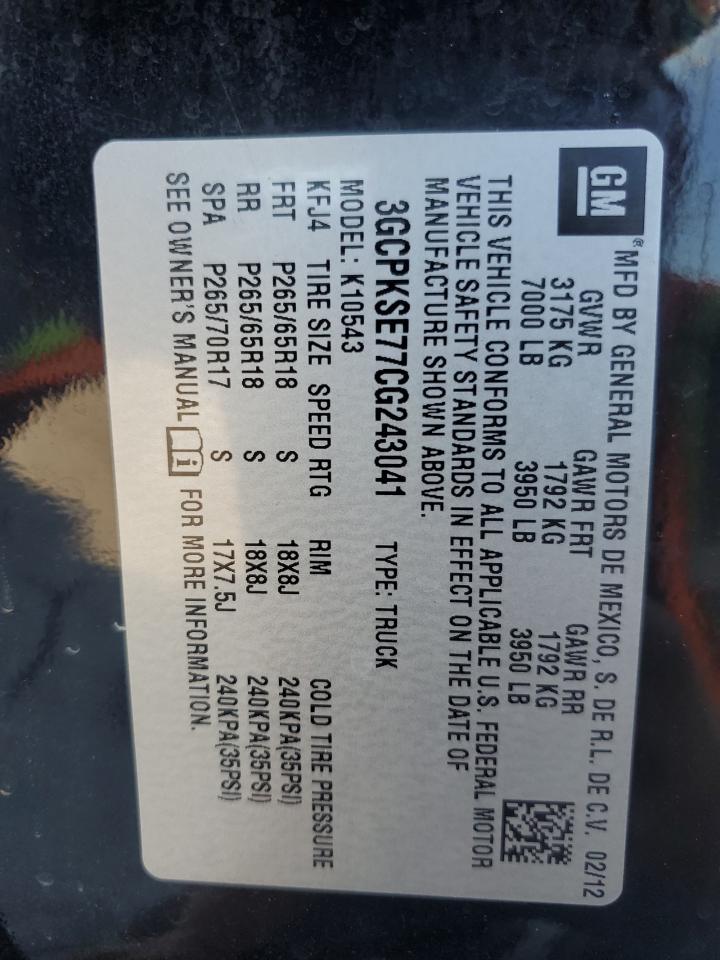 GM
® MFD BY GENERAL MOTORS DE MEXICO, S. DE R.L. DE C.V. 02/12
GVWR GAWR FRT GAWR RR
3175 KG 1792 KG 1792 KG
7000 LB 3950 LB 3950 LB
THIS VEHICLE CONFORMS TO ALL APPLICABLE U.S. FEDERAL MOTOR
VEHICLE SAFETY STANDARDS IN EFFECT ON THE DATE OF
MANUFACTURE SHOWN ABOVE.
3GCPKSE77CG243041 TYPE: TRUCK
MODEL: K10543
KFJ4 TIRE SIZE SPEED RTG RIM COLD TIRE PRESSURE
FRT P265/65R18 S 18X8J 240KPA(35PSI)
RR P265/65R18 S 18X8J 240KPA(35PSI)
SPA P265/70R17 S 17X7.5J 240KPA(35PSI)
SEE OWNER'S MANUAL i FOR MORE INFORMATION.